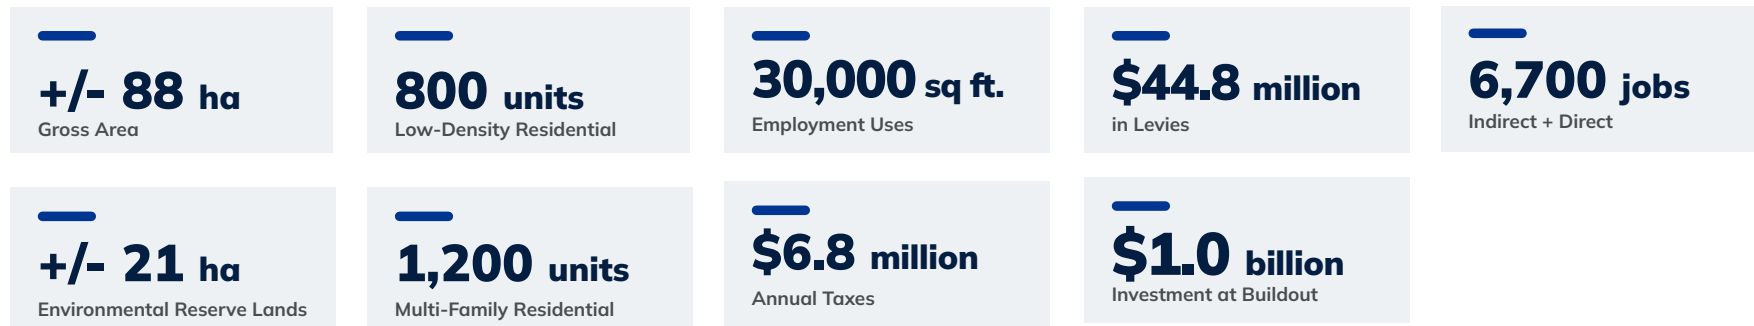 +/- 88 ha
Gross Area
800 units
Low-Density Residential
30,000 sq ft.
Employment Uses
$44.8 million
in Levies
6,700 jobs
Indirect + Direct
+/- 21 ha
Environmental Reserve Lands
1,200 units
Multi-Family Residential
$6.8 million
Annual Taxes
$1.0 billion
Investment at Buildout